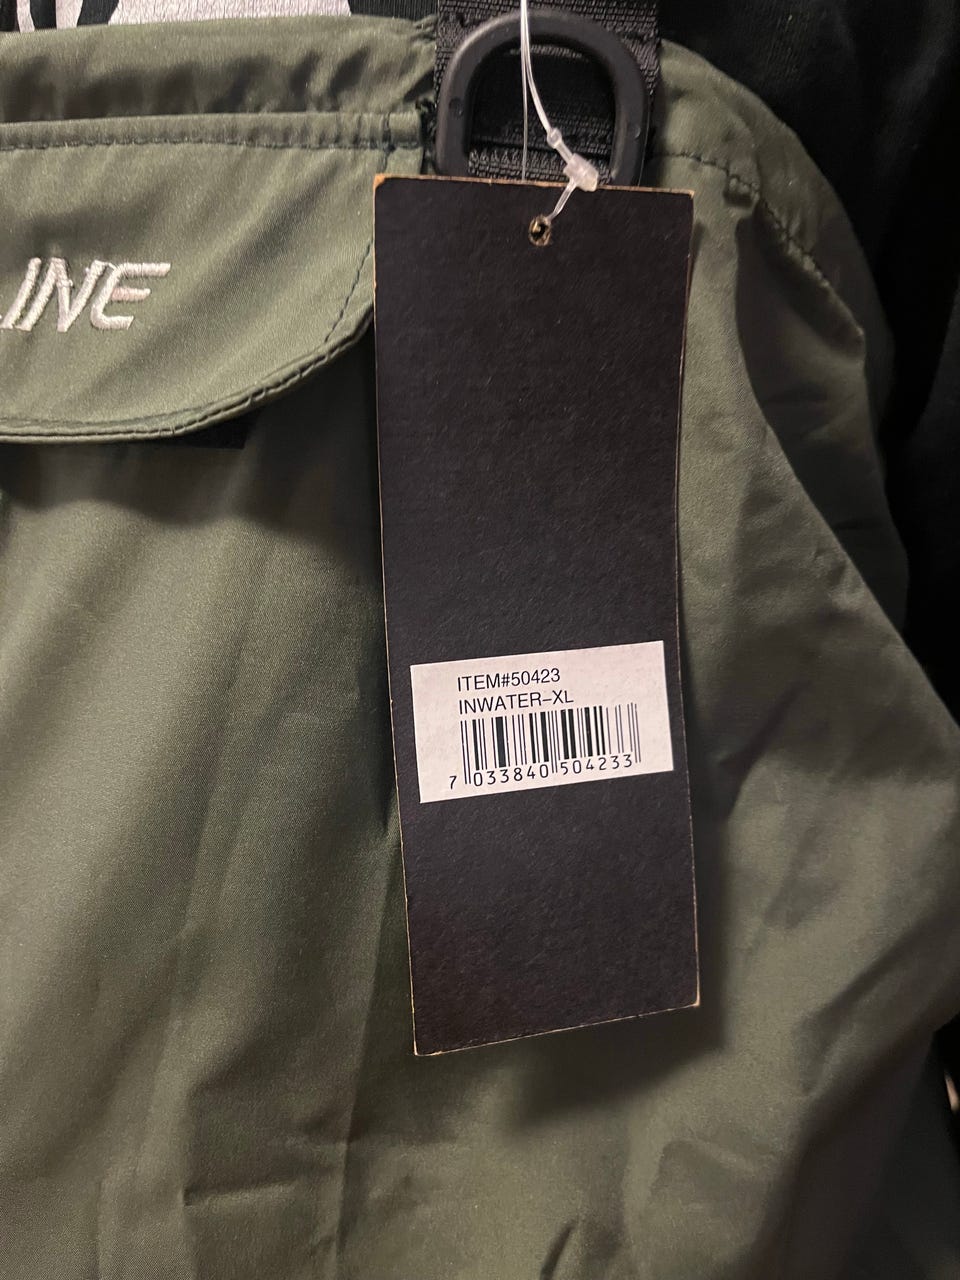 LINE
ITEM#50423
INWATER-XL
7 033840 504233